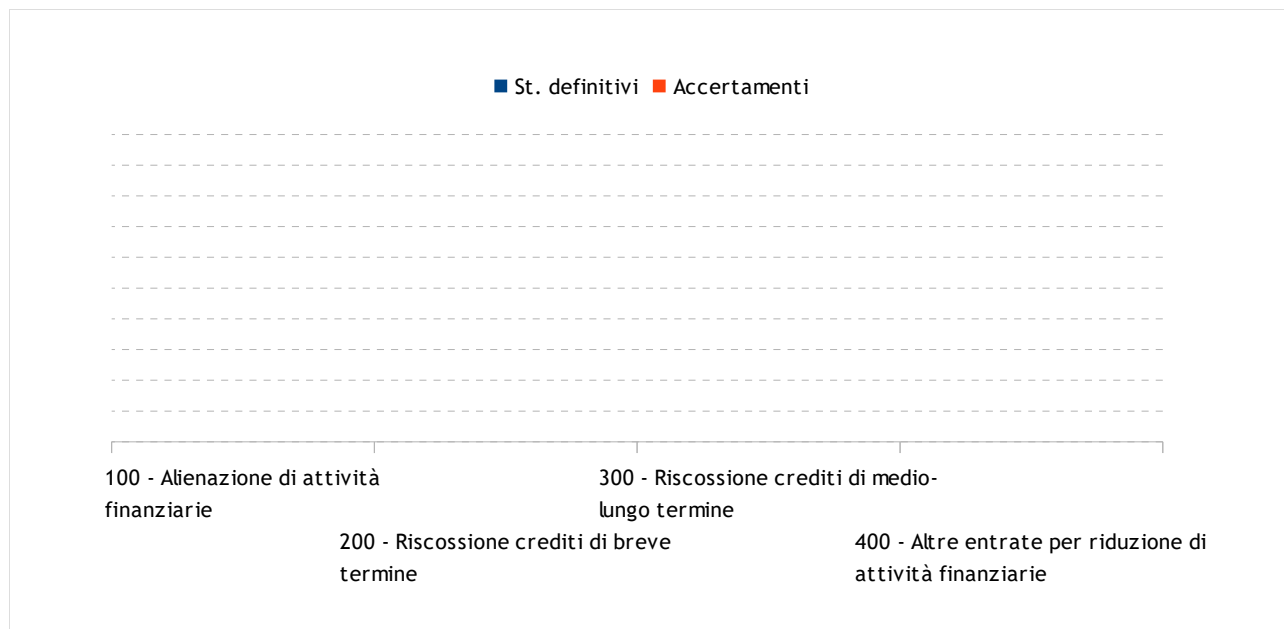 St. definitivi Accertamenti
100 - Alienazione di attività
finanziarie
200 - Riscossione crediti di breve
termine
300 - Riscossione crediti di medio-
lungo termine
400 - Altre entrate per riduzione di
attività finanziarie